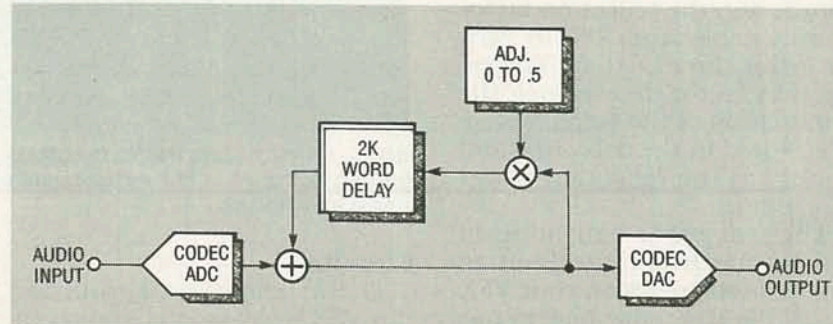 ADJ.
0 TO .5
2K
WORD
DELAY
AUDIO
INPUT
CODEC
ADC
CODEC
DAC
AUDIO
OUTPUT